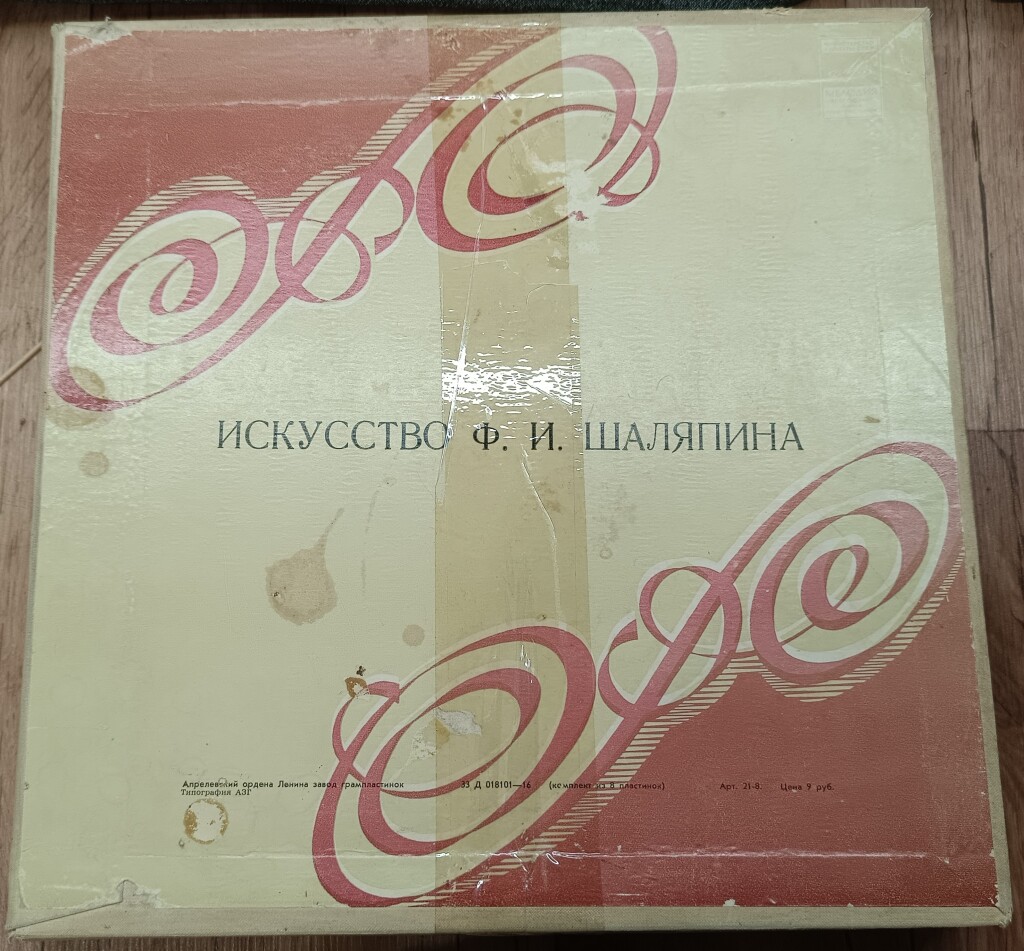 ИСКУССТВО Ф. И. ШАЛЯПИНА
Апрелевский ордена Ленина завод грампластинок 33 Д 018101—16 (комплект из 8 пластинок) Арт. 21-8. Цена 9 руб.
Типография АЗГ